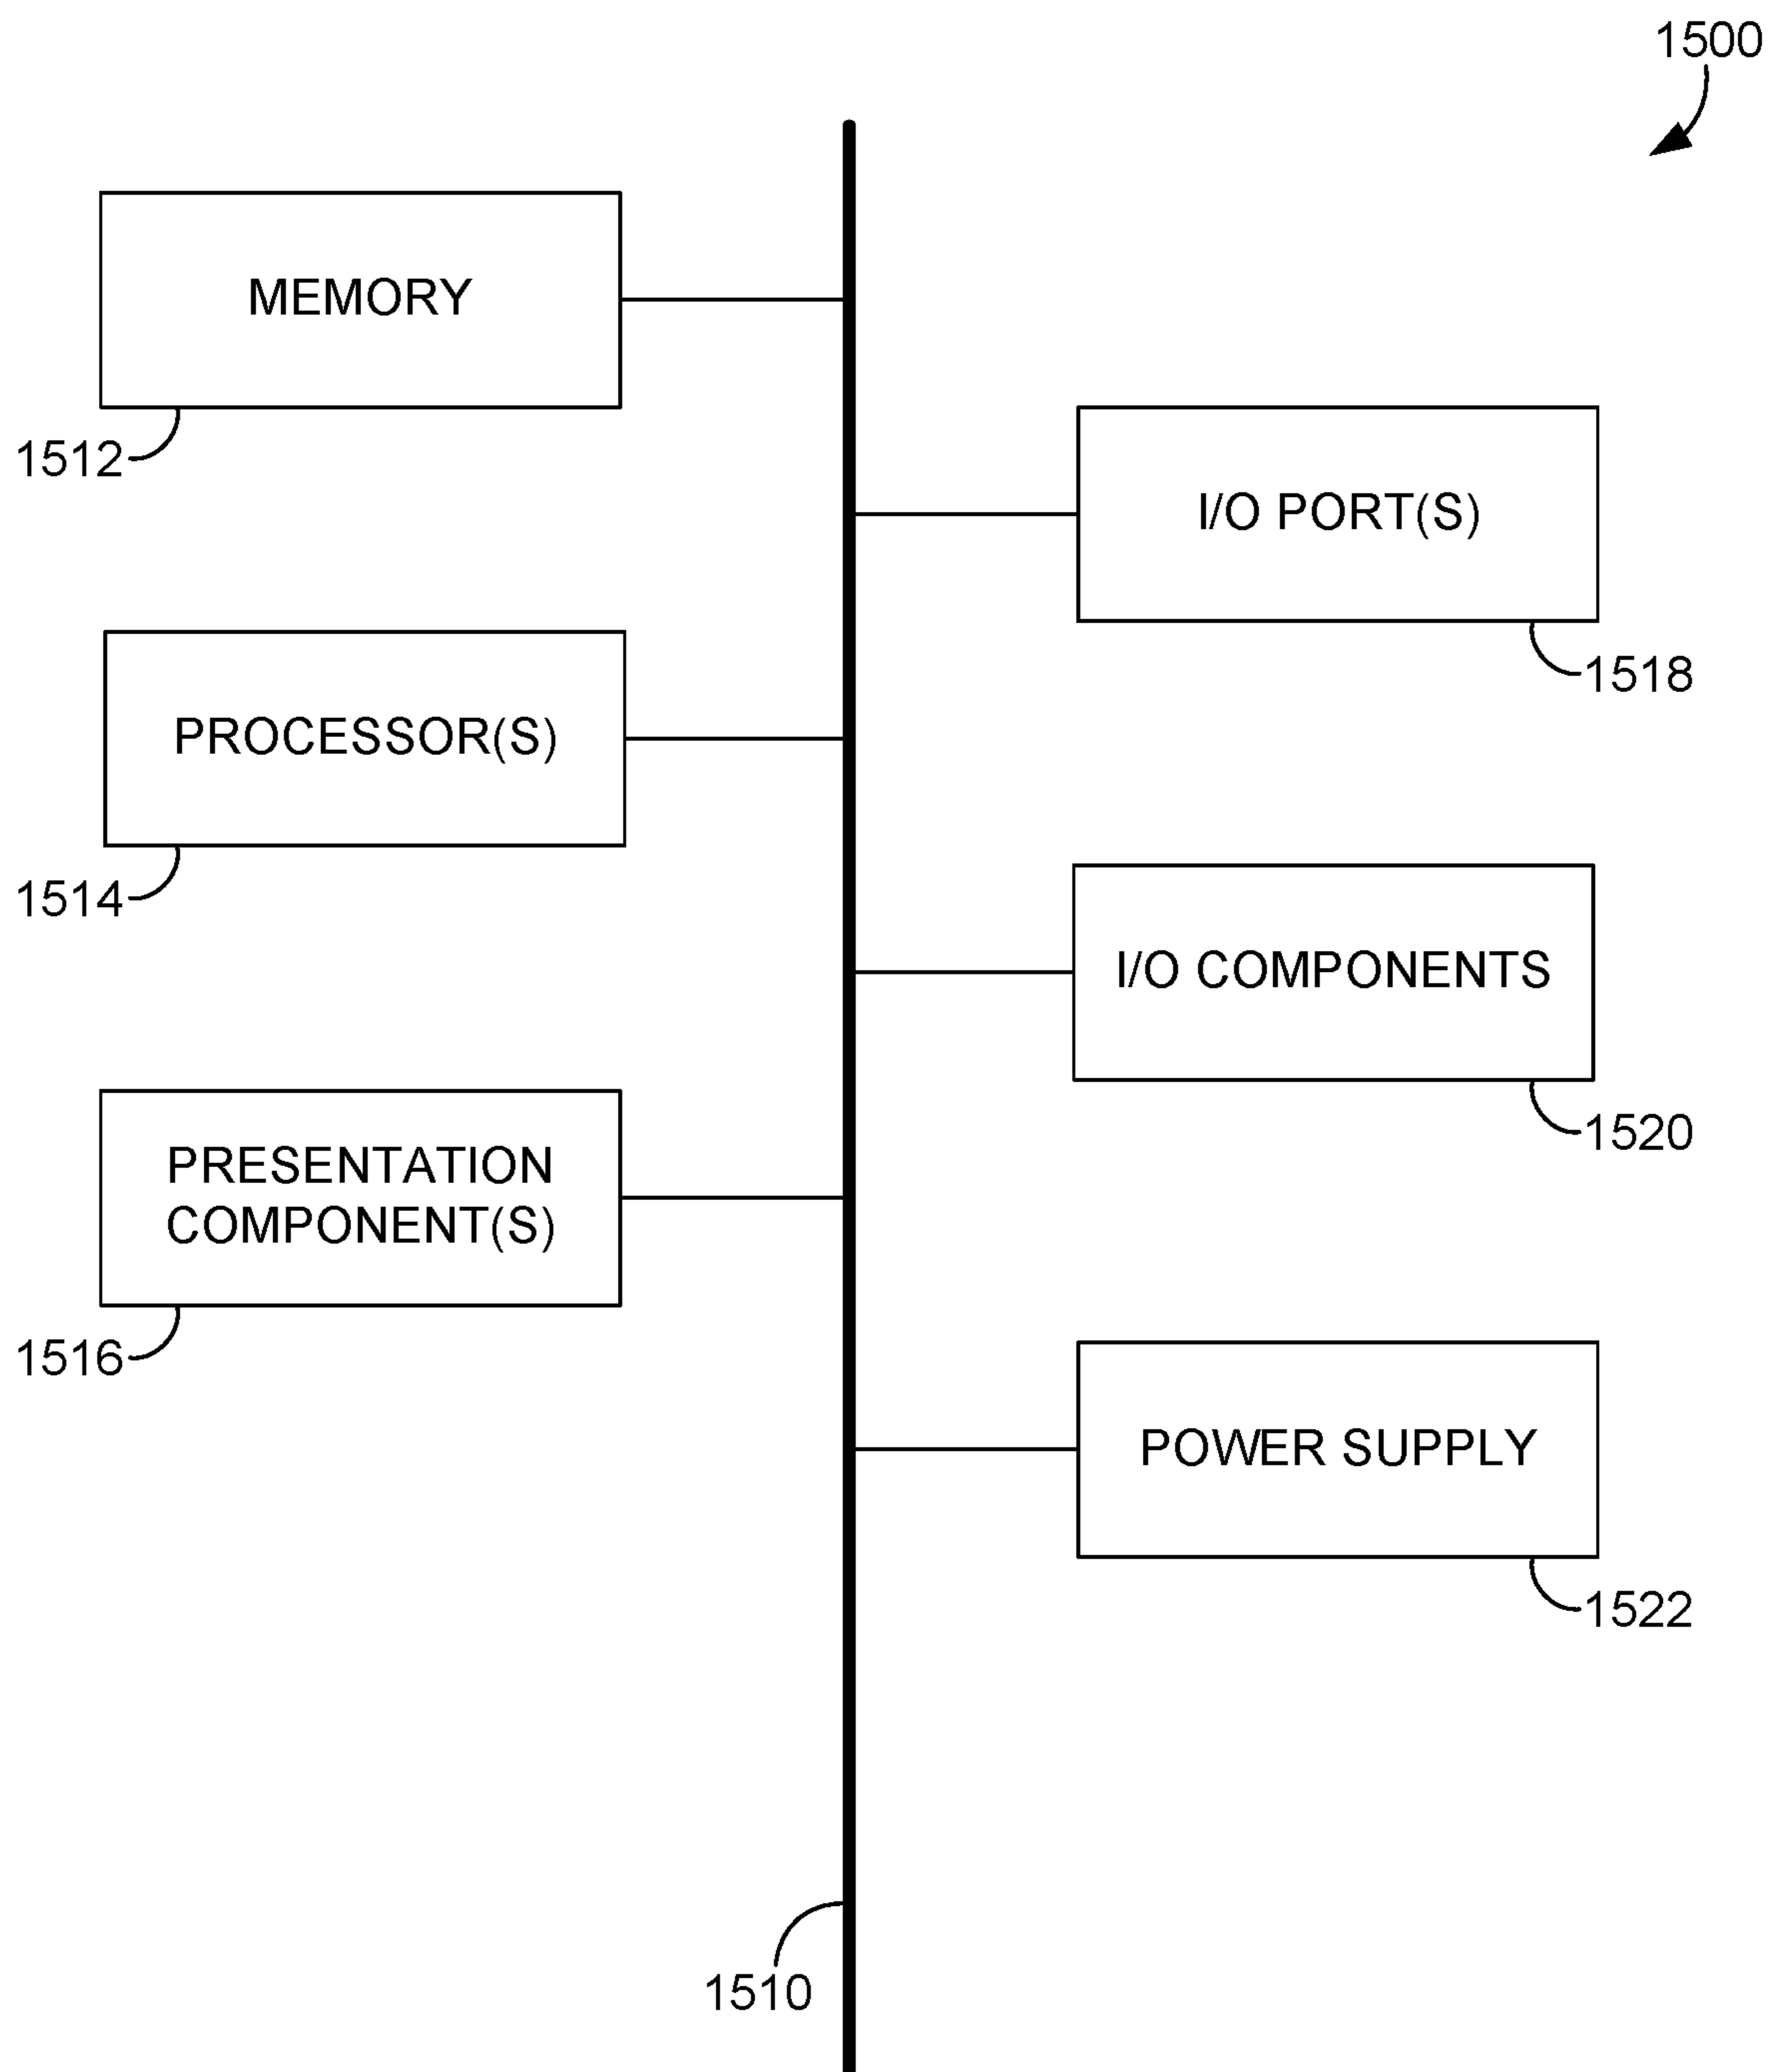 1500
MEMORY
1512
I/O PORT(S)
1518
PROCESSOR(S)
1514
I/O COMPONENTS
1520
PRESENTATION
COMPONENT(S)
1516
POWER SUPPLY
1522
1510